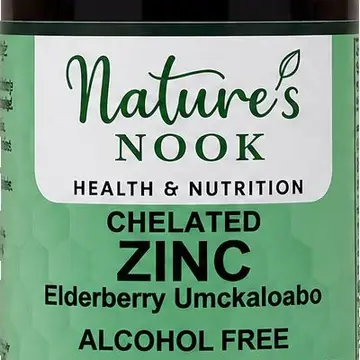 Nature's
NOOK
HEALTH & NUTRITION
CHELATED
ZINC
Elderberry Umckaloabo
ALCOHOL FREE